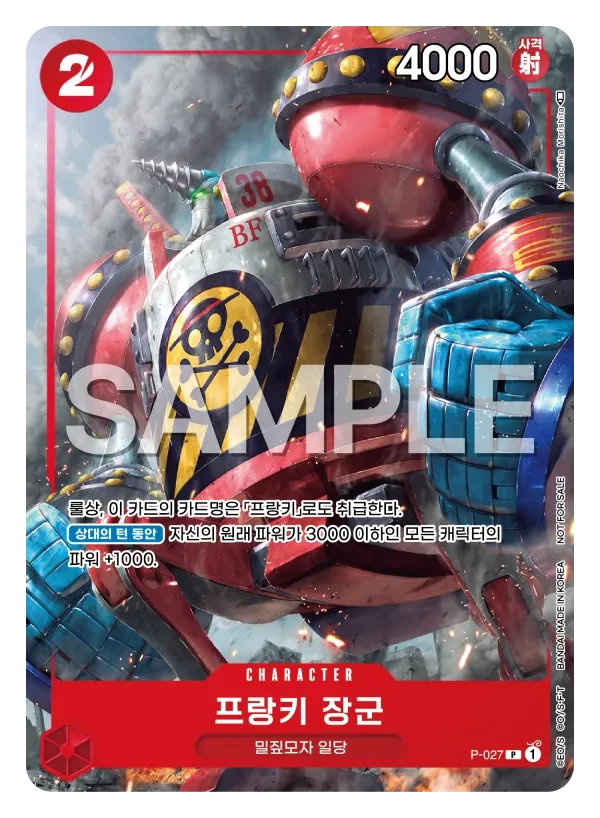 2
4000
사격
射
Naochika Morishita
38
BF
SAMPLE
룰상, 이 카드의 카드명은 「프랑키」로도 취급한다.
상대의 턴 동안 자신의 원래 파워가 3000 이하인 모든 캐릭터의
파워 +1000.
©E.O/S ©O/S·F·T BANDAI MADE IN KOREA NOT FOR SALE
CHARACTER
프랑키 장군
밀짚모자 일당
P-027 P 1